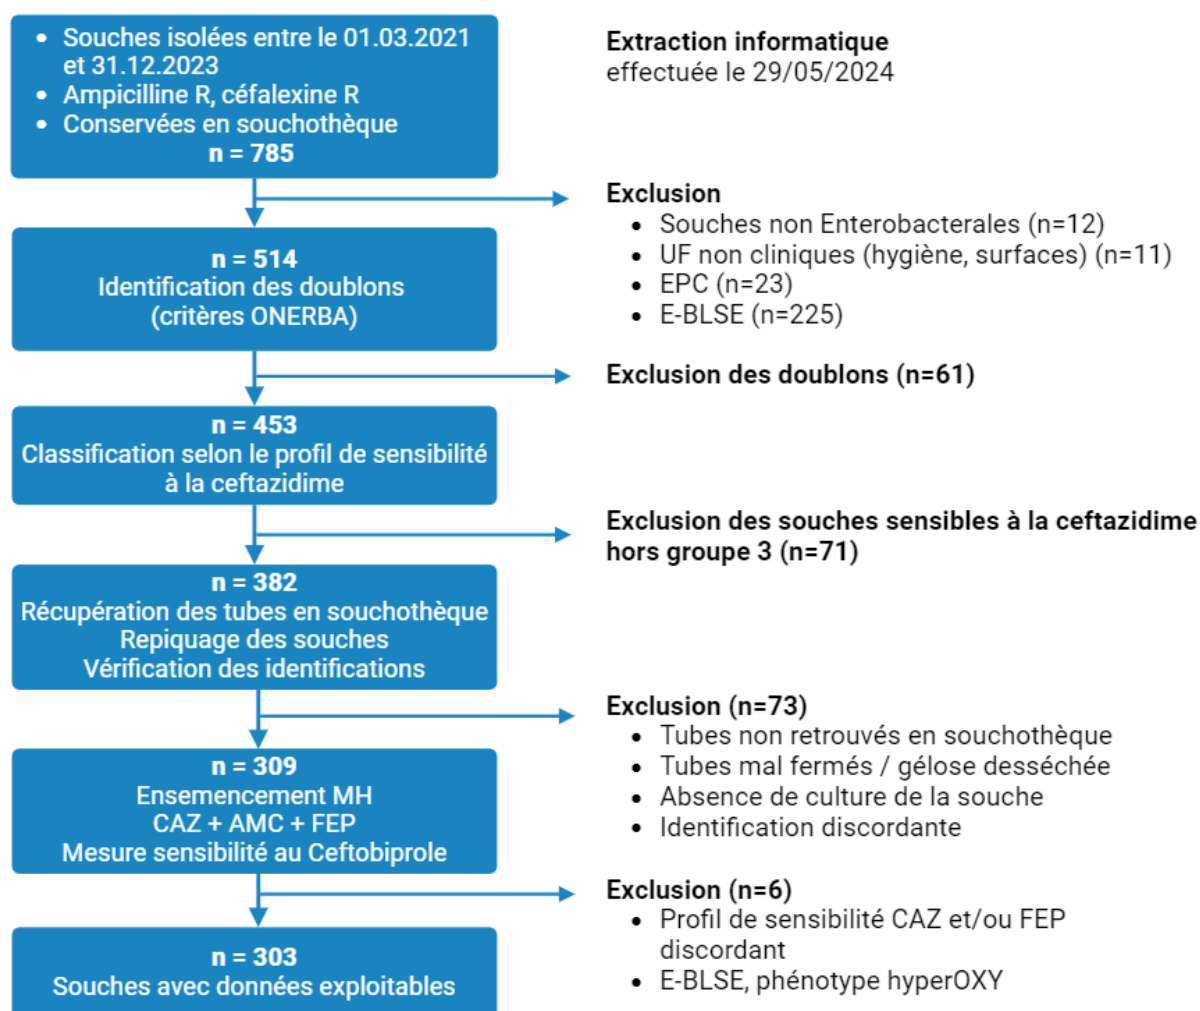 • Souches isolées entre le 01.03.2021
et 31.12.2023
• Ampicilline R, céfalexine R
• Conservées en souchothèque
n = 785
Extraction informatique
effectuée le 29/05/2024
Exclusion
• Souches non Enterobacterales (n=12)
• UF non cliniques (hygiène, surfaces) (n=11)
• EPC (n=23)
• E-BLSE (n=225)
n = 514
Identification des doublons
(critères ONERBA)
Exclusion des doublons (n=61)
n = 453
Classification selon le profil de sensibilité
à la ceftazidime
Exclusion des souches sensibles à la ceftazidime
hors groupe 3 (n=71)
n = 382
Récupération des tubes en souchothèque
Repiquage des souches
Vérification des identifications
Exclusion (n=73)
• Tubes non retrouvés en souchothèque
• Tubes mal fermés / gélose desséchée
• Absence de culture de la souche
• Identification discordante
n = 309
Ensemencement MH
CAZ + AMC + FEP
Mesure sensibilité au Ceftobiprole
Exclusion (n=6)
• Profil de sensibilité CAZ et/ou FEP
discordant
• E-BLSE, phénotype hyperOXY
n = 303
Souches avec données exploitables